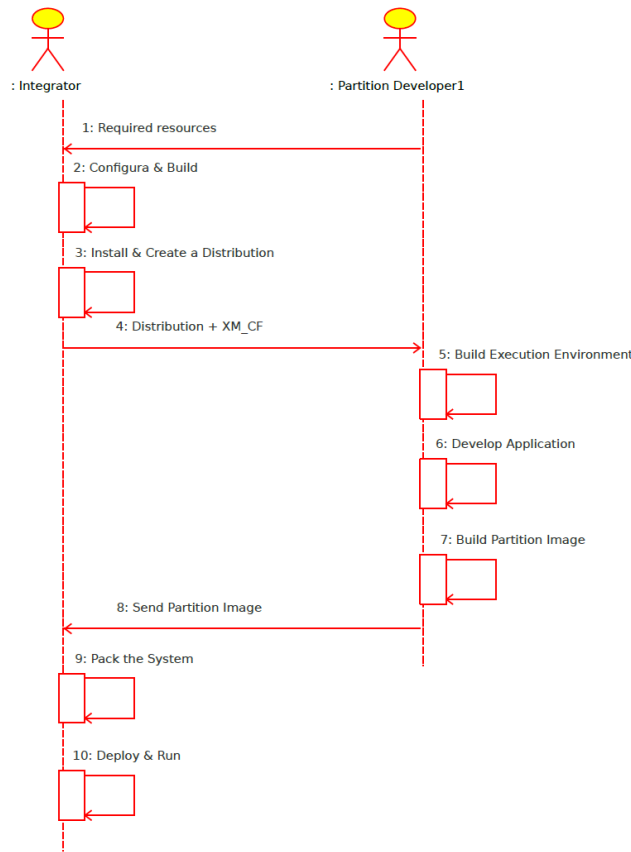 : Integrator
: Partition Developer1
1: Required resources
2: Configura & Build
3: Install & Create a Distribution
4: Distribution + XM_CF
5: Build Execution Environment
6: Develop Application
7: Build Partition Image
8: Send Partition Image
9: Pack the System
10: Deploy & Run